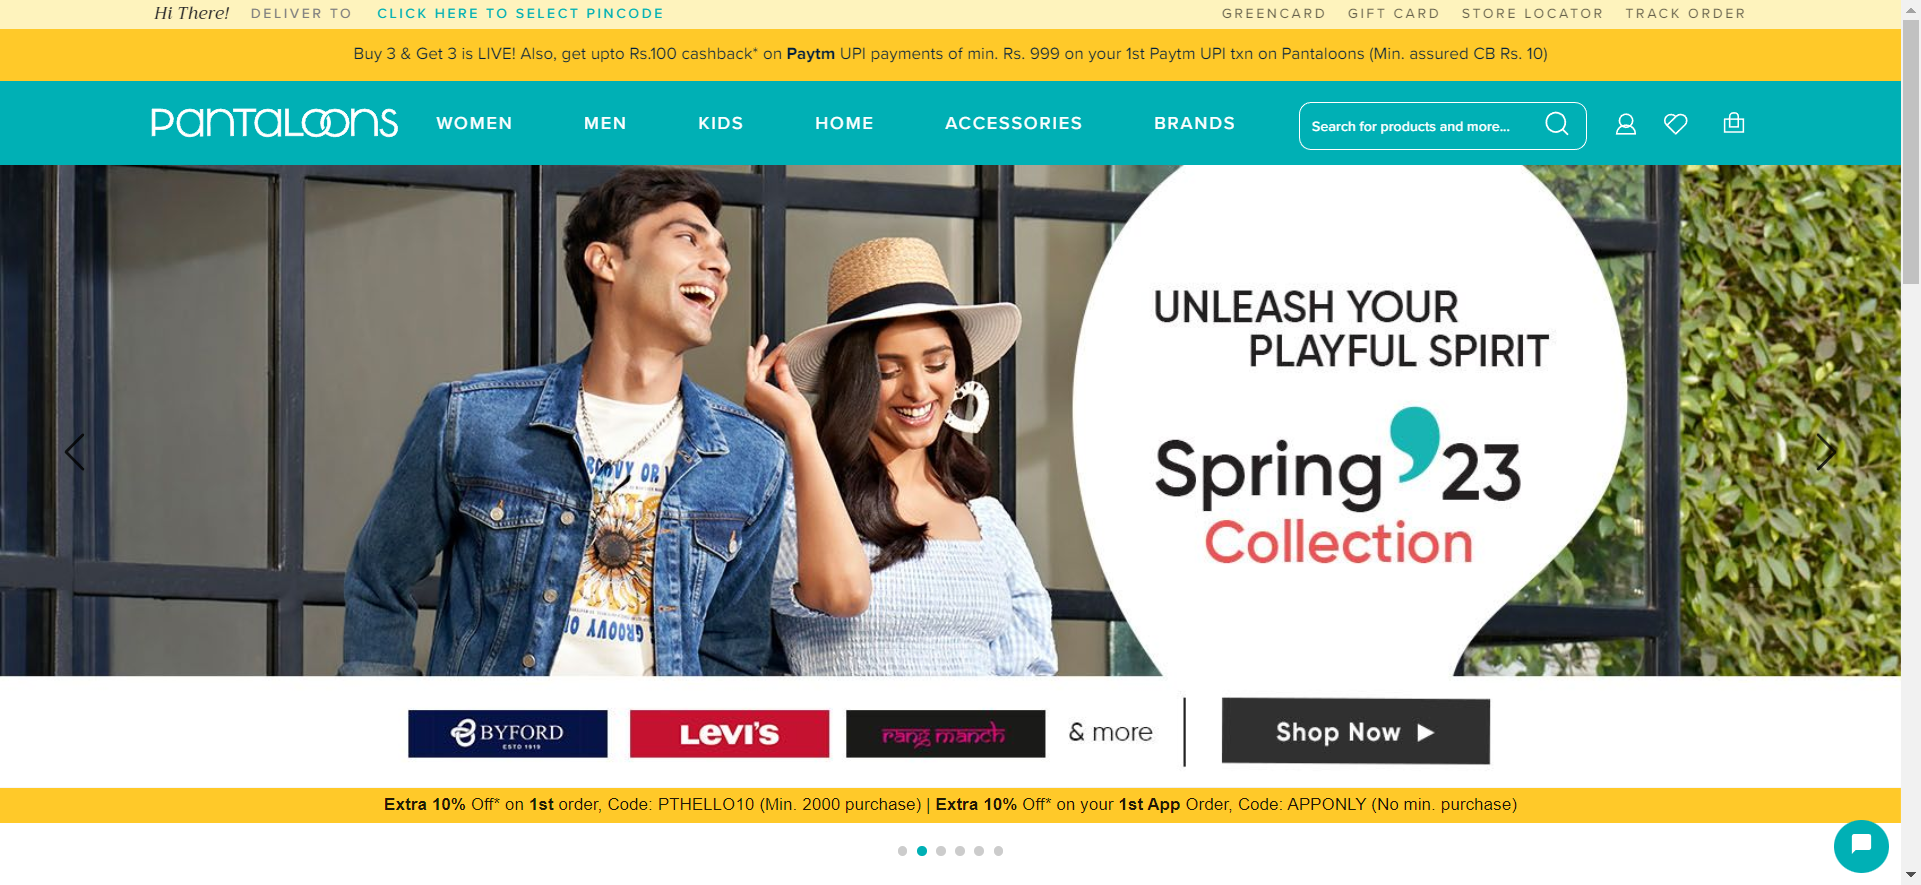 Hi There! DELIVER TO CLICK HERE TO SELECT PINCODE GREENCARD GIFT CARD STORE LOCATOR TRACK ORDER
Buy 3 & Get 3 is LIVE! Also, get upto Rs.100 cashback* on Paytm UPI payments of min. Rs. 999 on your 1st Paytm UPI txn on Pantaloons (Min. assured CB Rs. 10)
PANTALOONS WOMEN MEN KIDS HOME ACCESSORIES BRANDS Search for products and more...
UNLEASH YOUR
PLAYFUL SPIRIT
Spring'23
Collection
GROOVY
BYFORD
ESTD 1919
LEVI'S
rang manch
& more
Shop Now
Extra 10% Off* on 1st order, Code: PTHELLO10 (Min. 2000 purchase) | Extra 10% Off* on your 1st App Order, Code: APPONLY (No min. purchase)